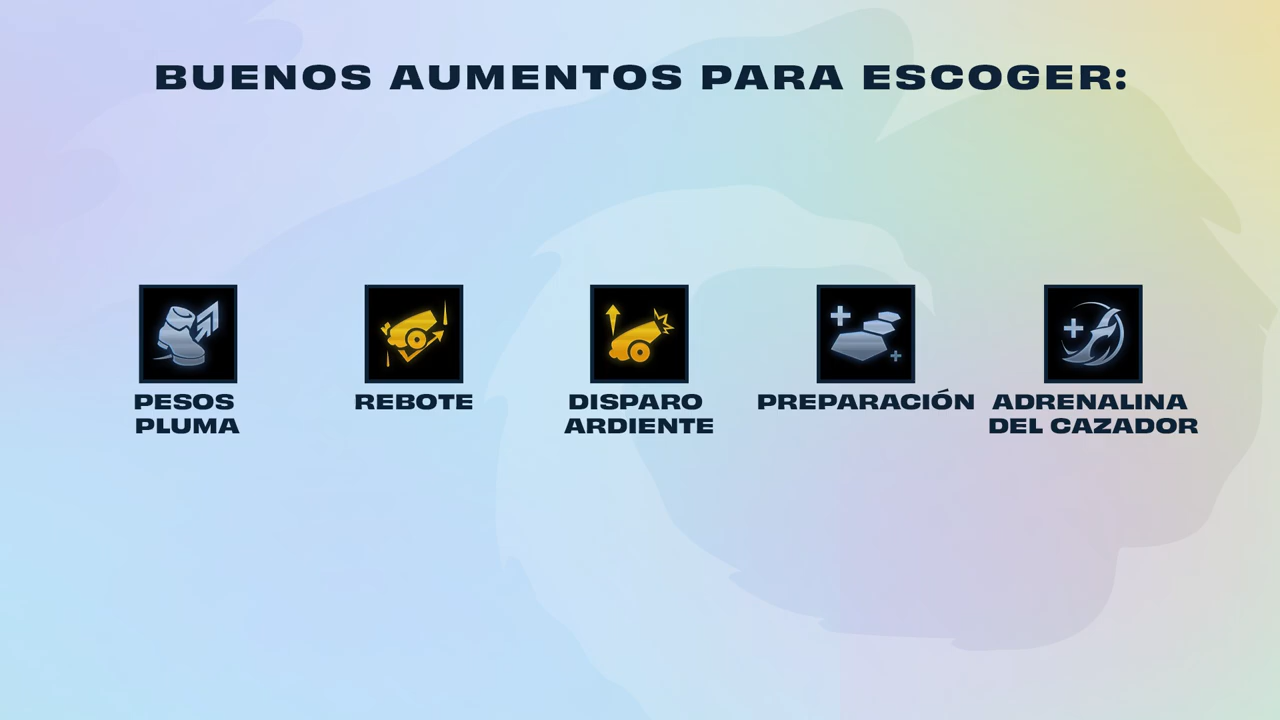 BUENOS AUMENTOS PARA ESCOGER:
PESOS
PLUMA
REBOTE
DISPARO
ARDIENTE
PREPARACIÓN
ADRENALINA
DEL CAZADOR